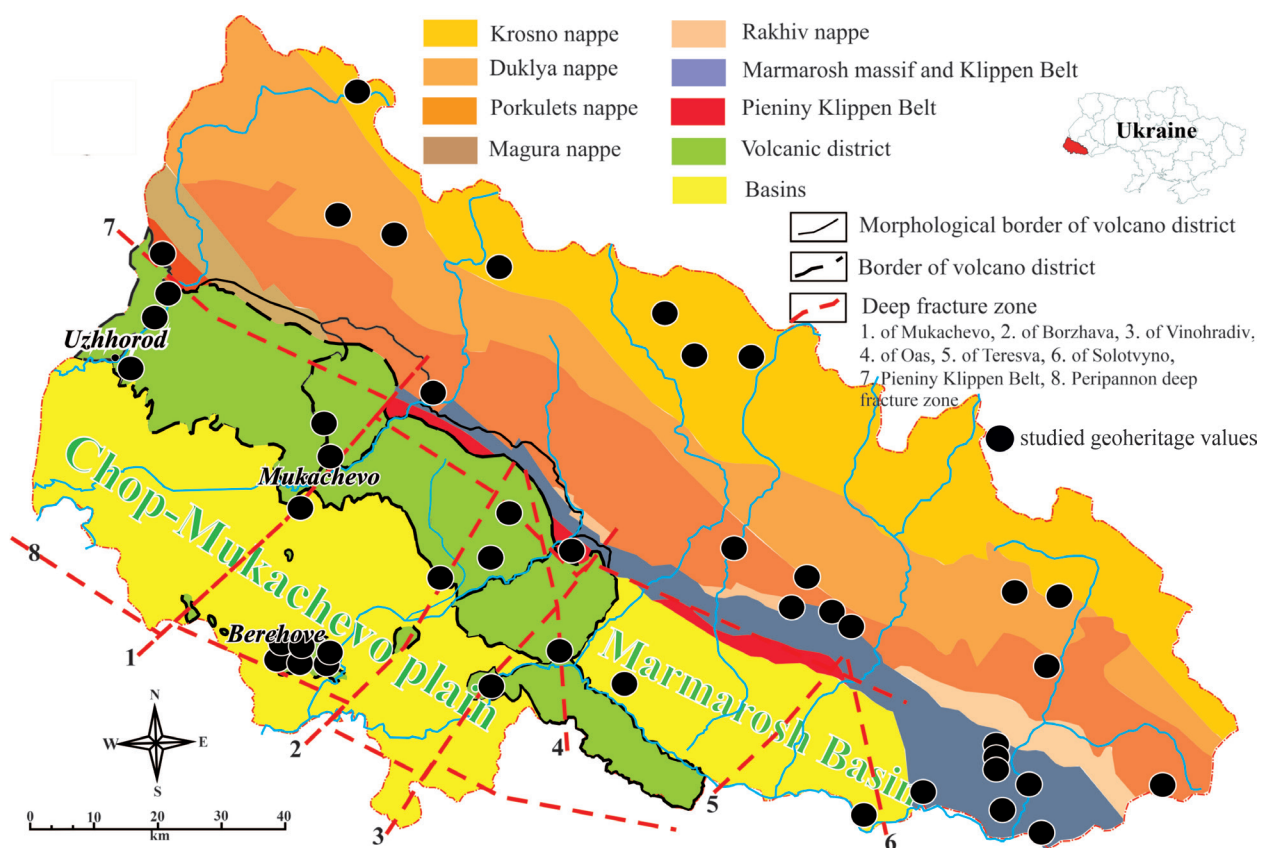 Krosno nappe
Duklya nappe
Porkulets nappe
Magura nappe
Rakhiv nappe
Marmarosh massif and Klippen Belt
Pieniny Klippen Belt
Volcanic district
Basins
Ukraine
Morphological border of volcano district
Border of volcano district
Deep fracture zone
1. of Mukachevo, 2. of Borzhava, 3. of Vinohradiv,
4. of Oas, 5. of Teresva, 6. of Solotvyno,
7. Pieniny Klippen Belt, 8. Peripannon deep
fracture zone
studied geoheritage values
7
Uzhhorod
Mukachevo
Chop-Mukachevo plain
8
Berehove
Marmarosh Basin
1
2
3
4
5
6
N
W
E
S
0
10
20
30
40
km